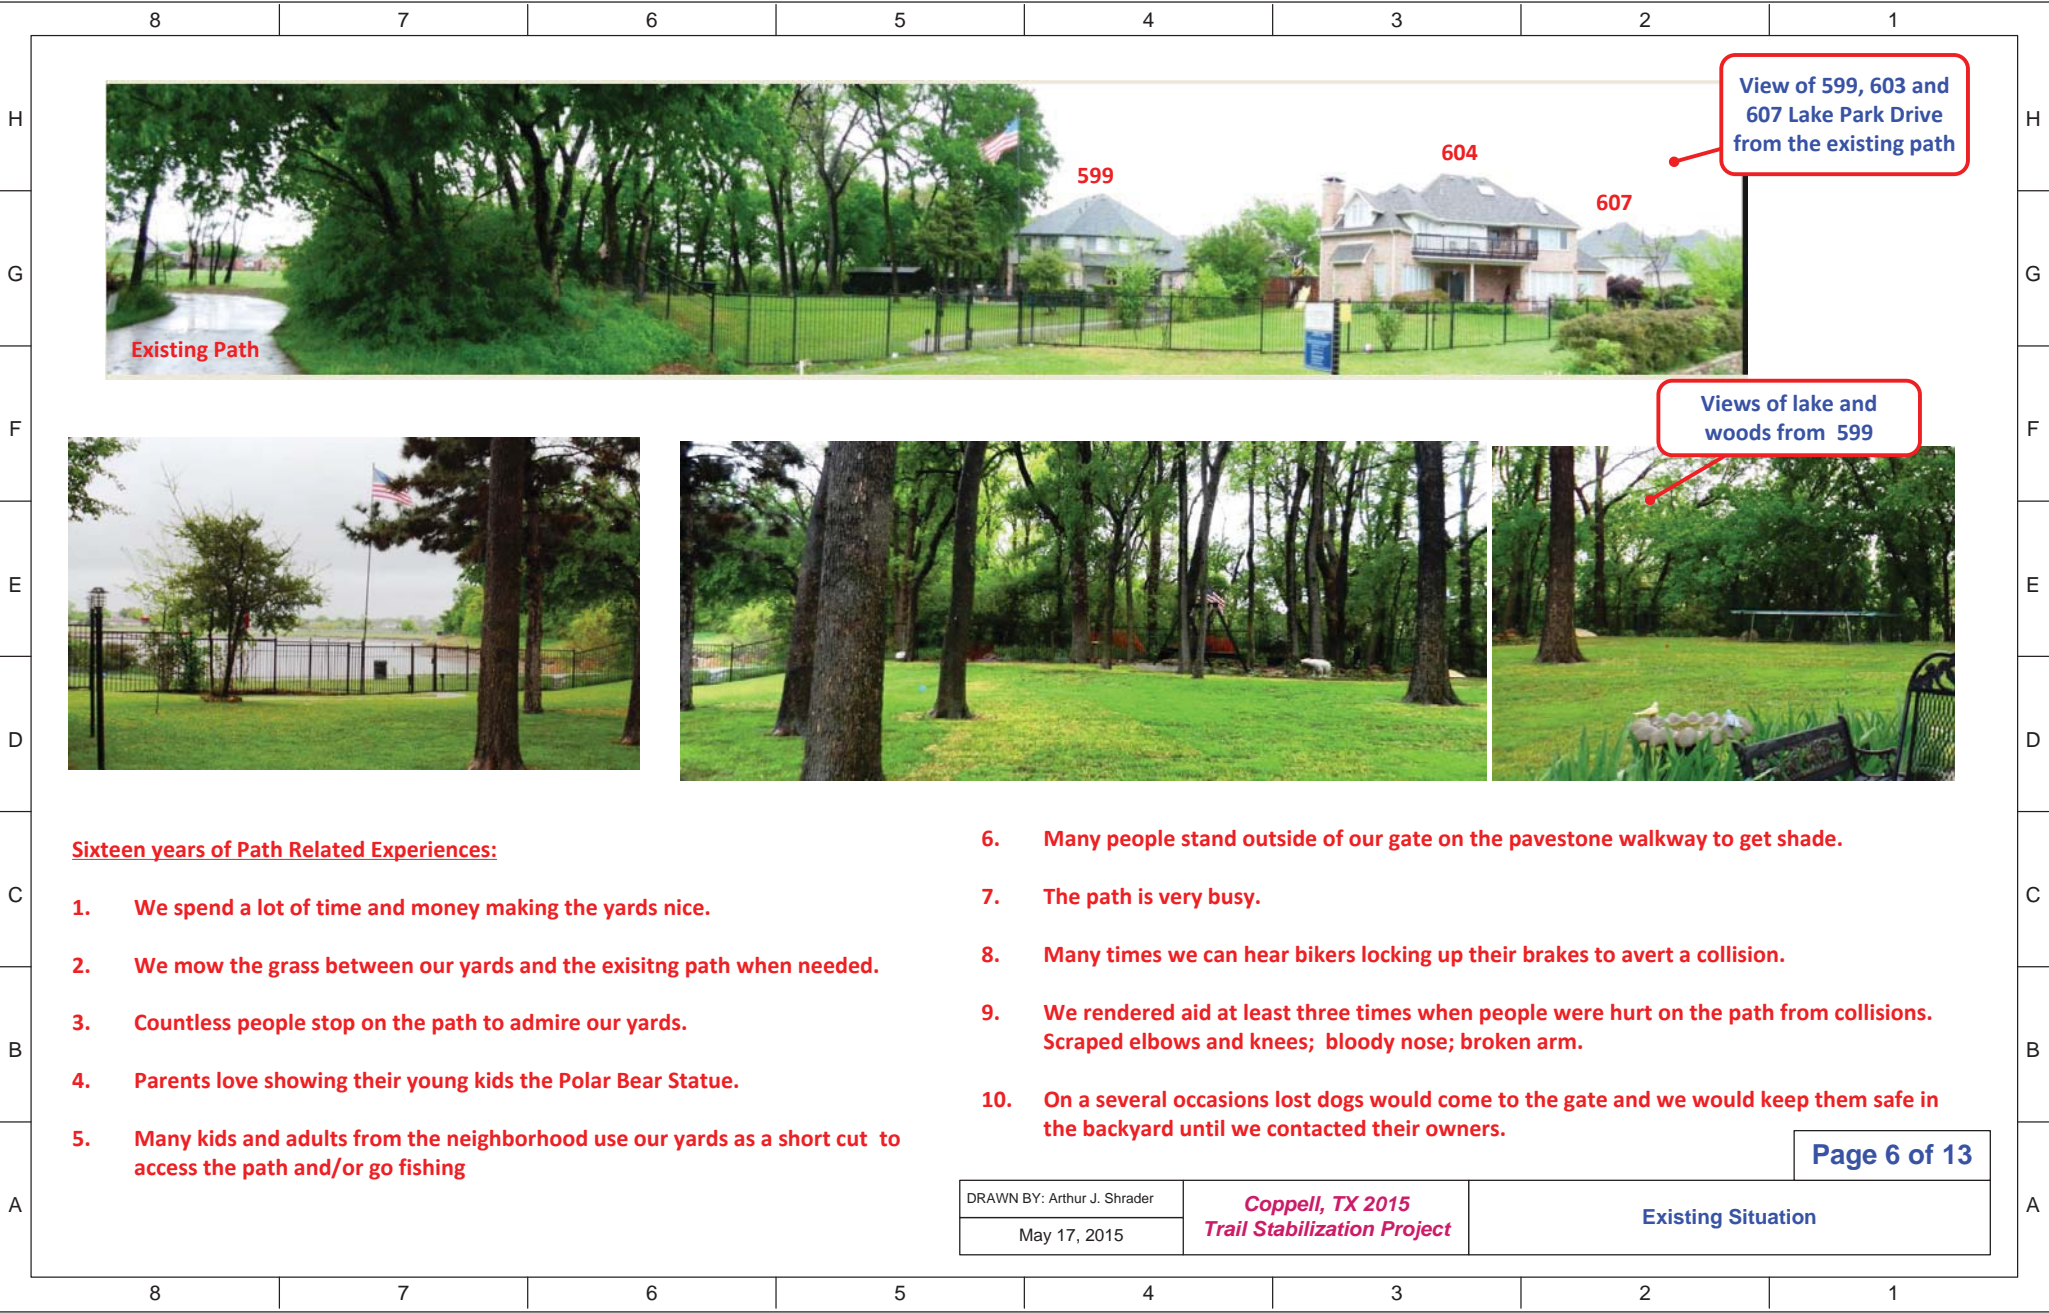 8 7 6 5 4 3 2 1
H
H
View of 599, 603 and
607 Lake Park Drive
from the existing path
604
599
607
G
G
Existing Path
F
F
Views of lake and
woods from 599
E
E
D
D
Sixteen years of Path Related Experiences:
1. We spend a lot of time and money making the yards nice.
2. We mow the grass between our yards and the exisitng path when needed.
3. Countless people stop on the path to admire our yards.
4. Parents love showing their young kids the Polar Bear Statue.
5. Many kids and adults from the neighborhood use our yards as a short cut to
access the path and/or go fishing
6. Many people stand outside of our gate on the pavestone walkway to get shade.
7. The path is very busy.
8. Many times we can hear bikers locking up their brakes to avert a collision.
9. We rendered aid at least three times when people were hurt on the path from collisions.
Scraped elbows and knees; bloody nose; broken arm.
10. On a several occasions lost dogs would come to the gate and we would keep them safe in
the backyard until we contacted their owners.
C
C
B
B
A
A
Page 6 of 13
DRAWN BY: Arthur J. Shrader
May 17, 2015
Coppell, TX 2015
Trail Stabilization Project
Existing Situation
8 7 6 5 4 3 2 1